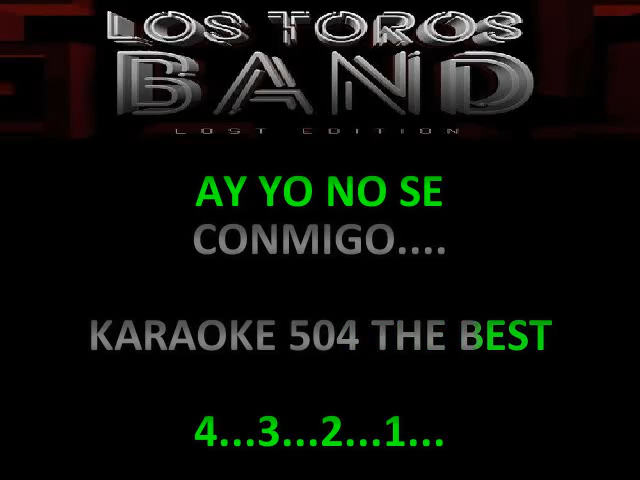 LOS TOROS
BAND
LOST EDITION
AY YO NO SE
CONMIGO....
KARAOKE 504 THE BEST
4...3...2...1...